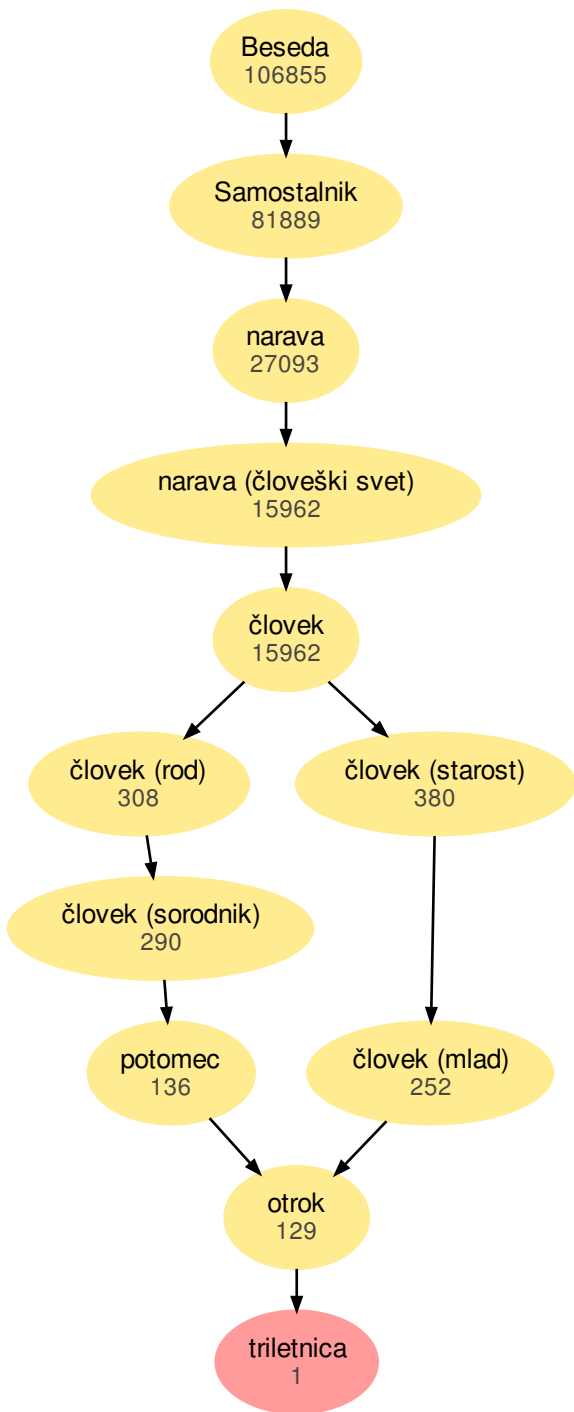 Beseda
106855
Samostalnik
81889
narava
27093
narava (človeški svet)
15962
človek
15962
človek (rod)
308
človek (starost)
380
človek (sorodnik)
290
potomec
136
človek (mlad)
252
otrok
129
triletnica
1